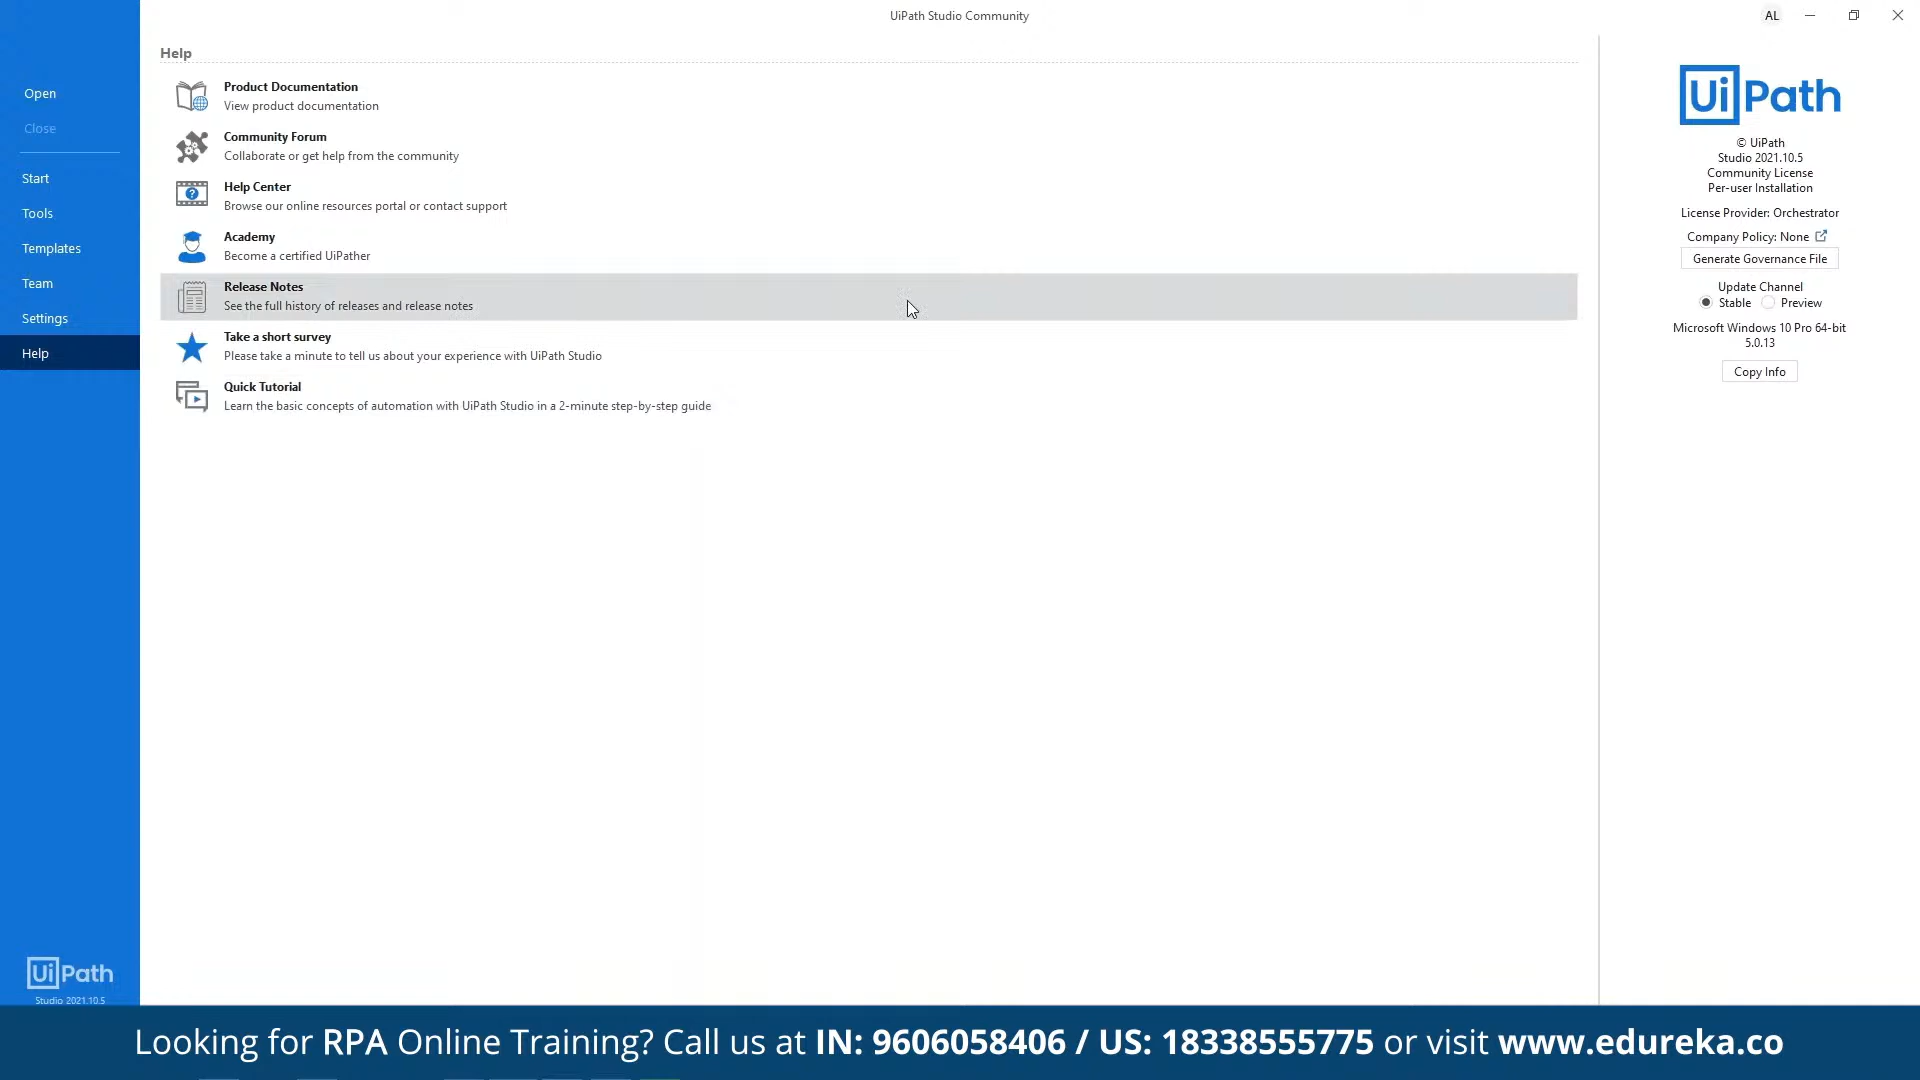 UiPath Studio Community
AL
Open
Close
Start
Tools
Templates
Team
Settings
Help
UiPath
Studio 2021.10.5
Help
Product Documentation
View product documentation
Community Forum
Collaborate or get help from the community
Help Center
Browse our online resources portal or contact support
Academy
Become a certified UiPather
Release Notes
See the full history of releases and release notes
Take a short survey
Please take a minute to tell us about your experience with UiPath Studio
Quick Tutorial
Learn the basic concepts of automation with UiPath Studio in a 2-minute step-by-step guide
UiPath
© UiPath
Studio 2021.10.5
Community License
Per-user Installation
License Provider: Orchestrator
Company Policy: None
Generate Governance File
Update Channel
Stable Preview
Microsoft Windows 10 Pro 64-bit
5.0.13
Copy Info
Looking for RPA Online Training? Call us at IN: 9606058406 / US: 18338555775 or visit www.edureka.co